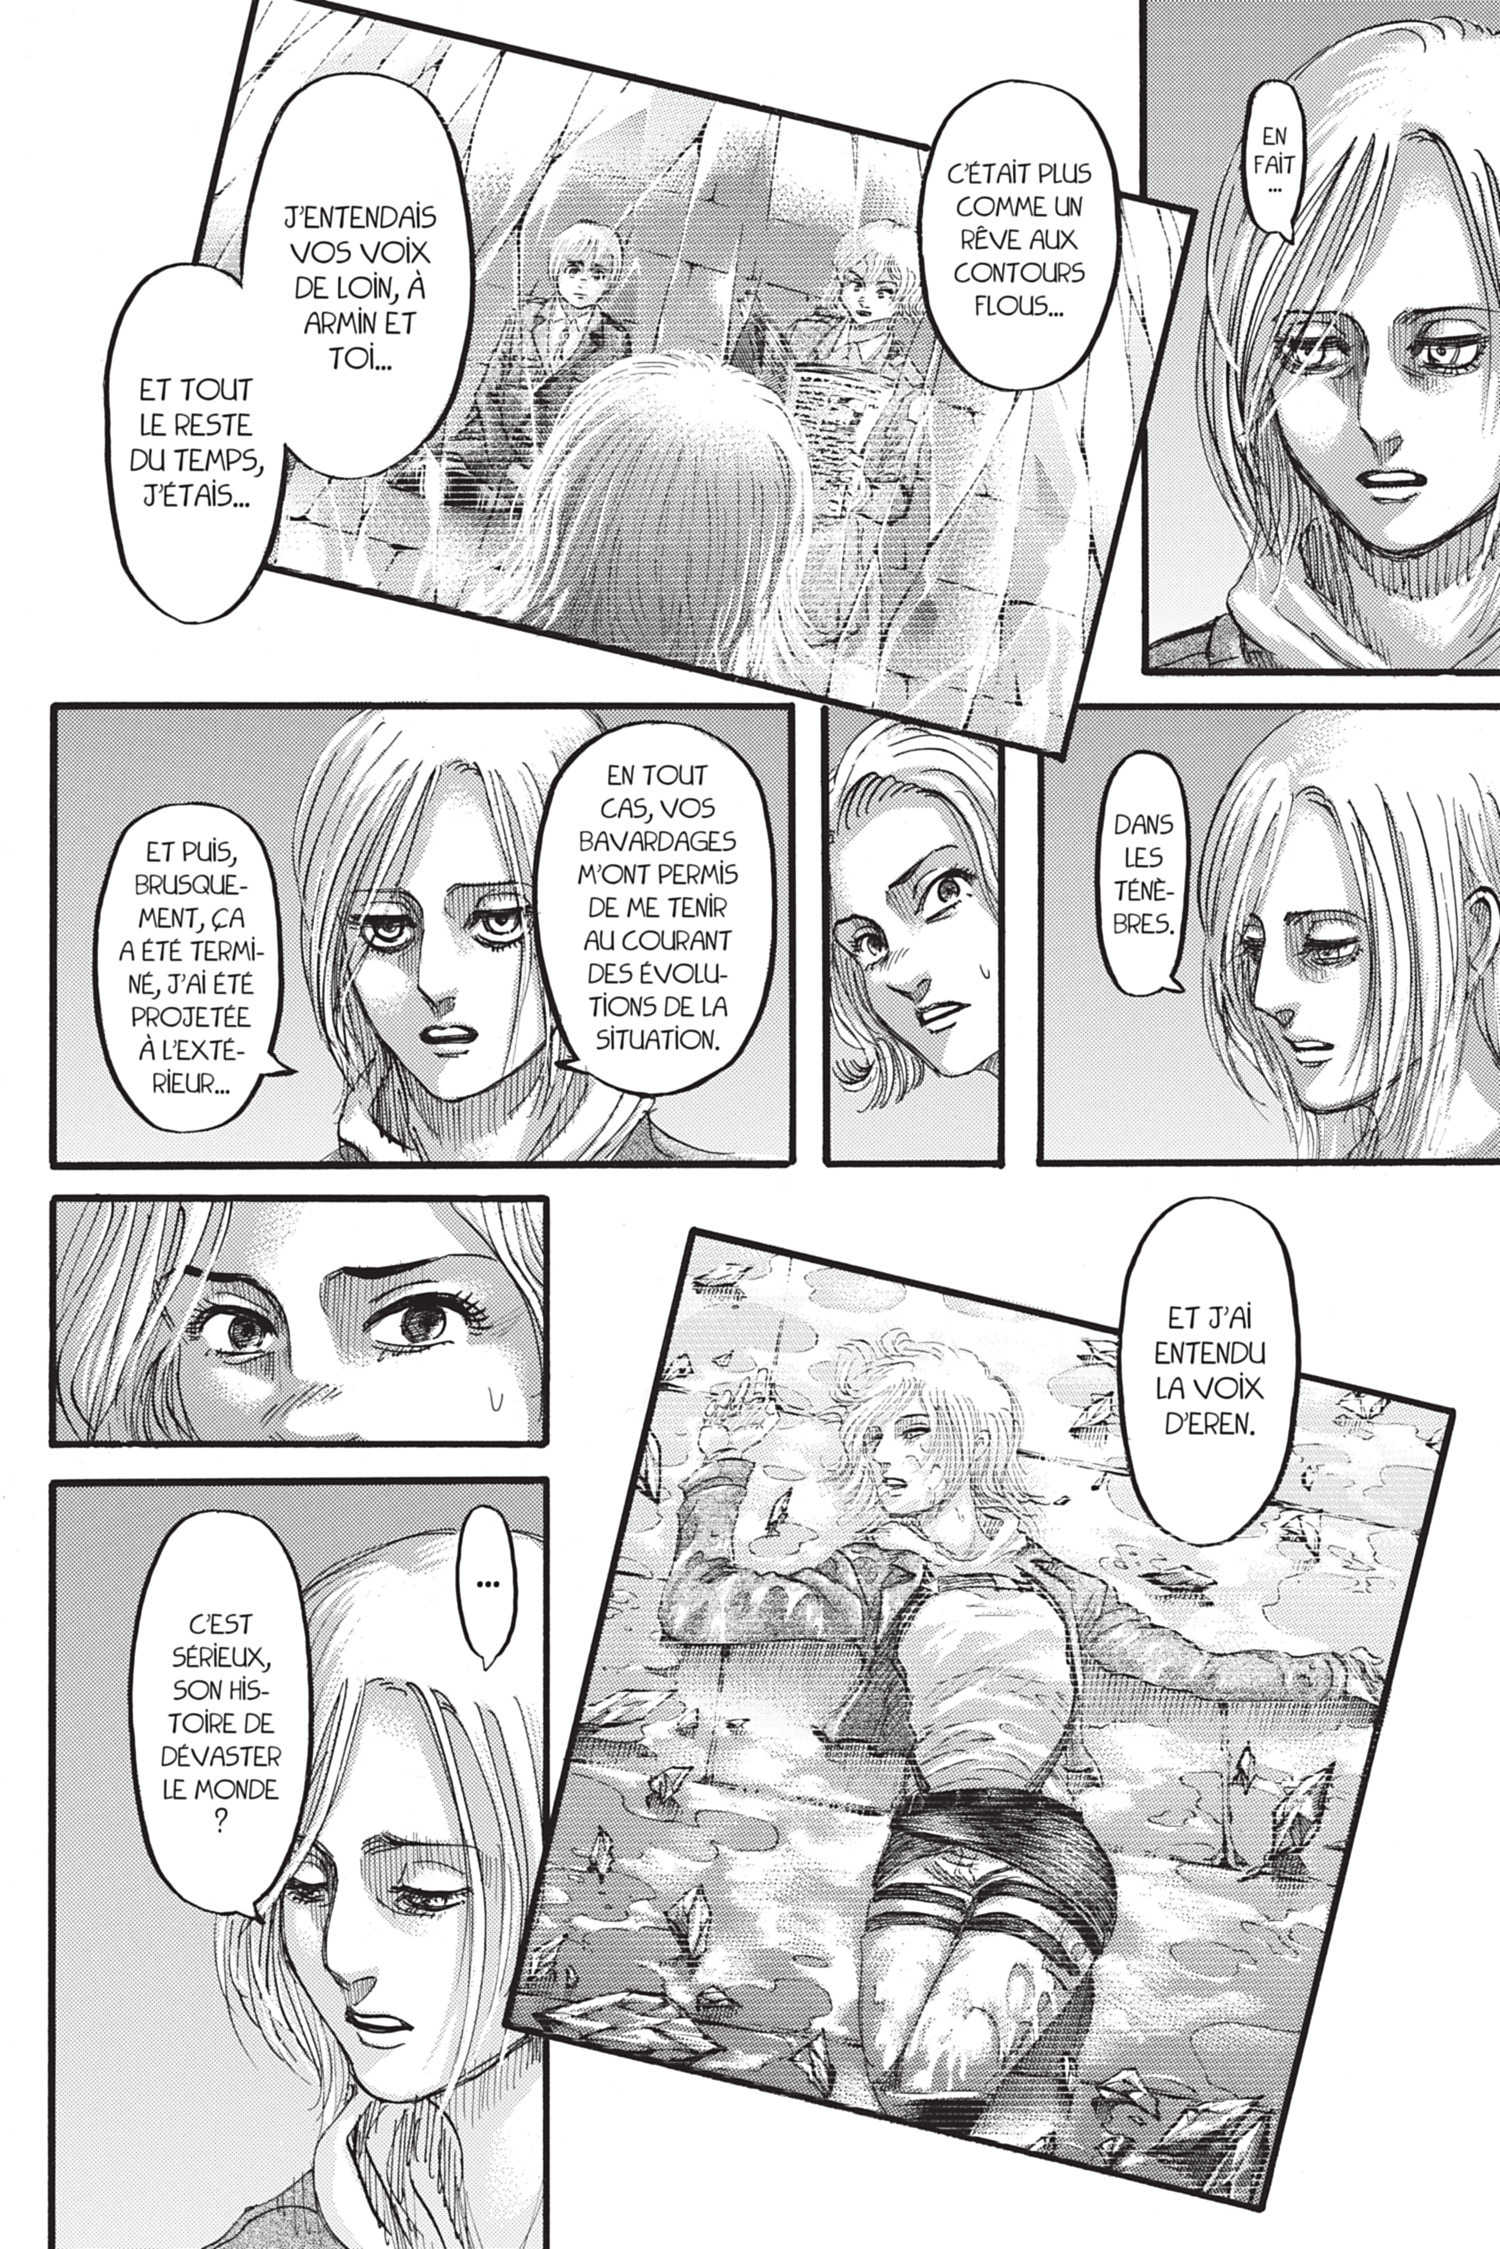 EN
FAIT
...
C'ÉTAIT PLUS
COMME UN
RÊVE AUX
CONTOURS
FLOUS...
J'ENTENDAIS
VOS VOIX
DE LOIN, À
ARMIN ET
TOI...
ET TOUT
LE RESTE
DU TEMPS,
J'ÉTAIS...
DANS
LES
TÉNÈ-
BRES.
EN TOUT
CAS, VOS
BAVARDAGES
M'ONT PERMIS
DE ME TENIR
AU COURANT
DES ÉVOLU-
TIONS DE LA
SITUATION.
ET PUIS,
BRUSQUE-
MENT, ÇA
A ÉTÉ TERMI-
NÉ, J'AI ÉTÉ
PROJETÉE
À L'EXTÉ-
RIEUR...
ET J'AI
ENTENDU
LA VOIX
D'EREN.
...
C'EST
SÉRIEUX,
SON HIS-
TOIRE DE
DÉVASTER
LE MONDE
?